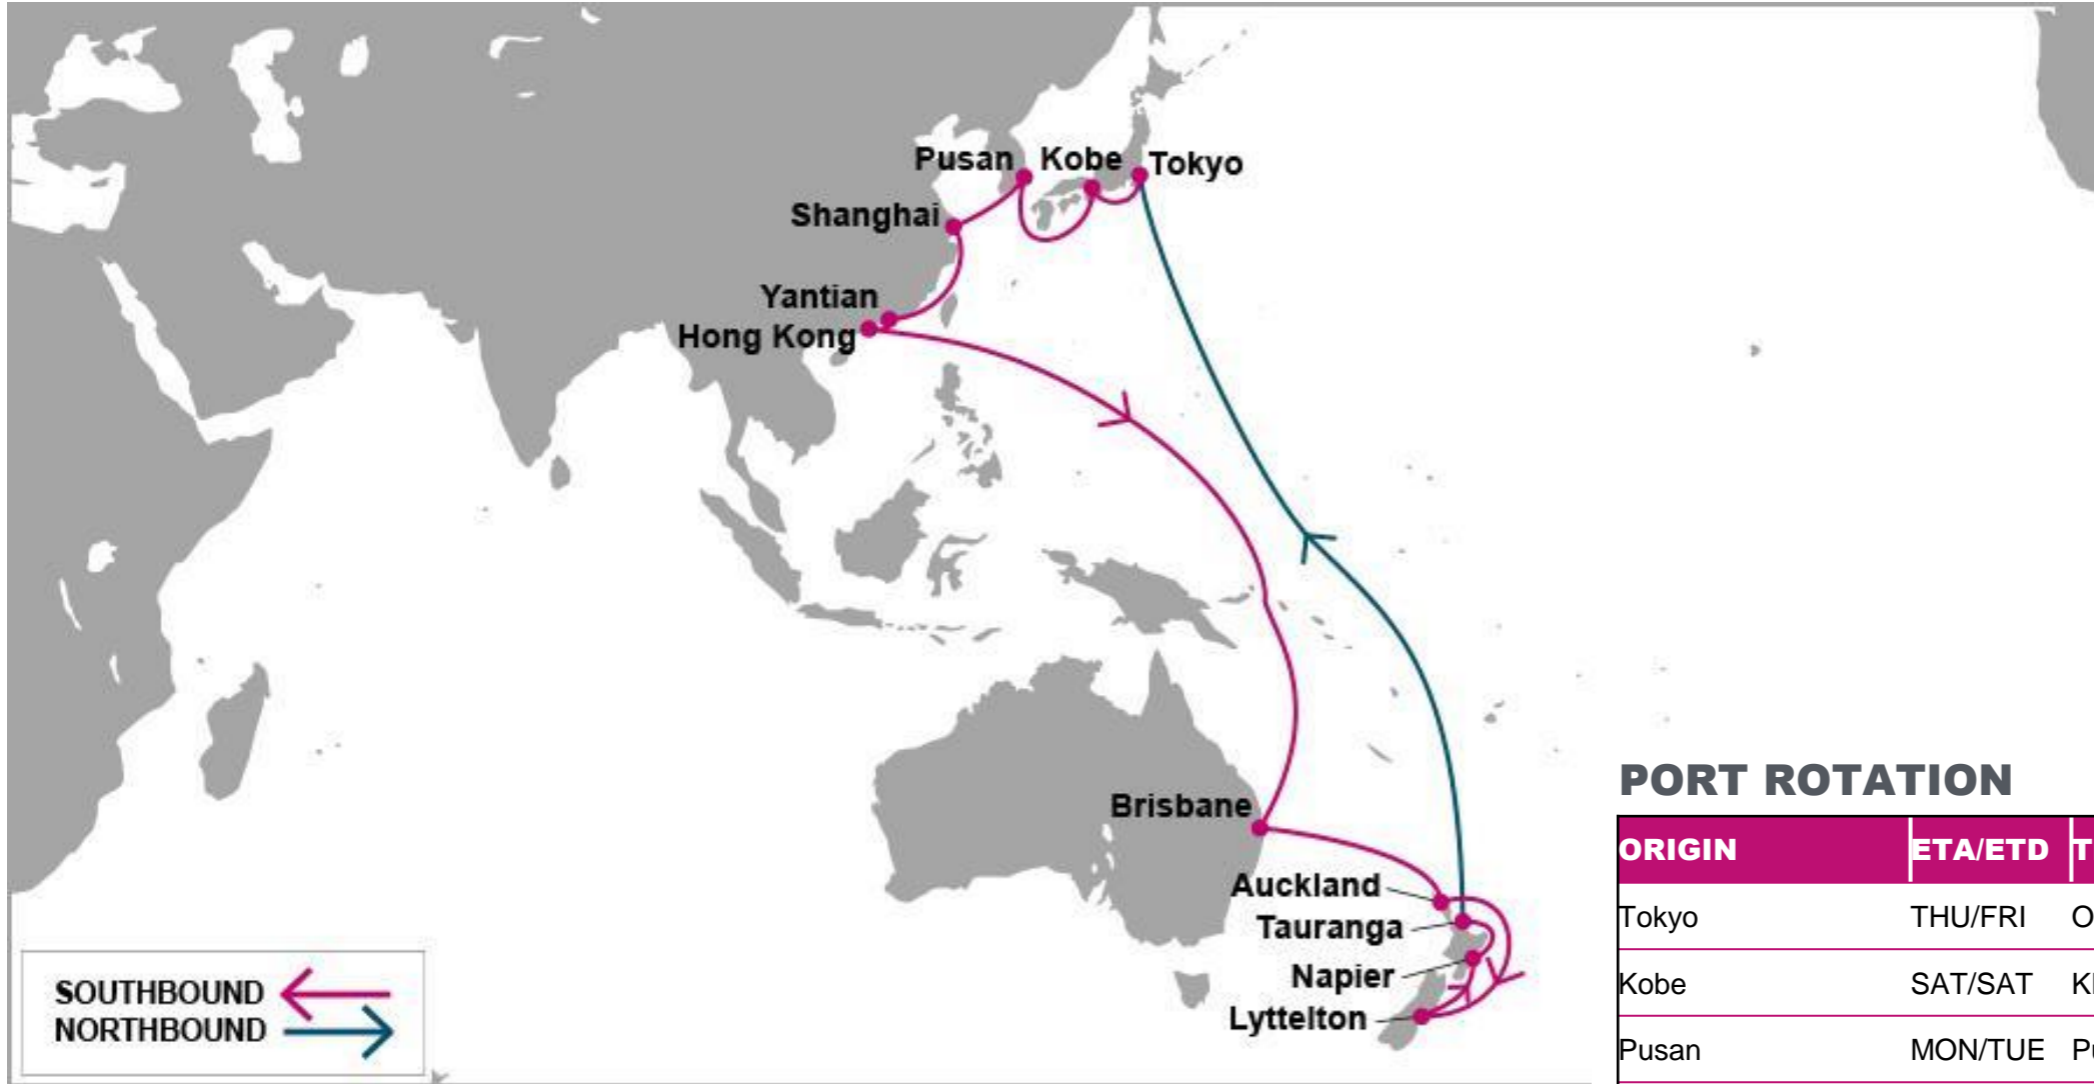 Pusan
Kobe
Tokyo
Shanghai
Yantian
Hong Kong
Brisbane
Auckland
Tauranga
Napier
Lyttelton
SOUTHBOUND
NORTHBOUND
PORT ROTATION
ORIGIN ETA/ETD
Tokyo THU/FRI
Kobe SAT/SAT
Pusan MON/TUE